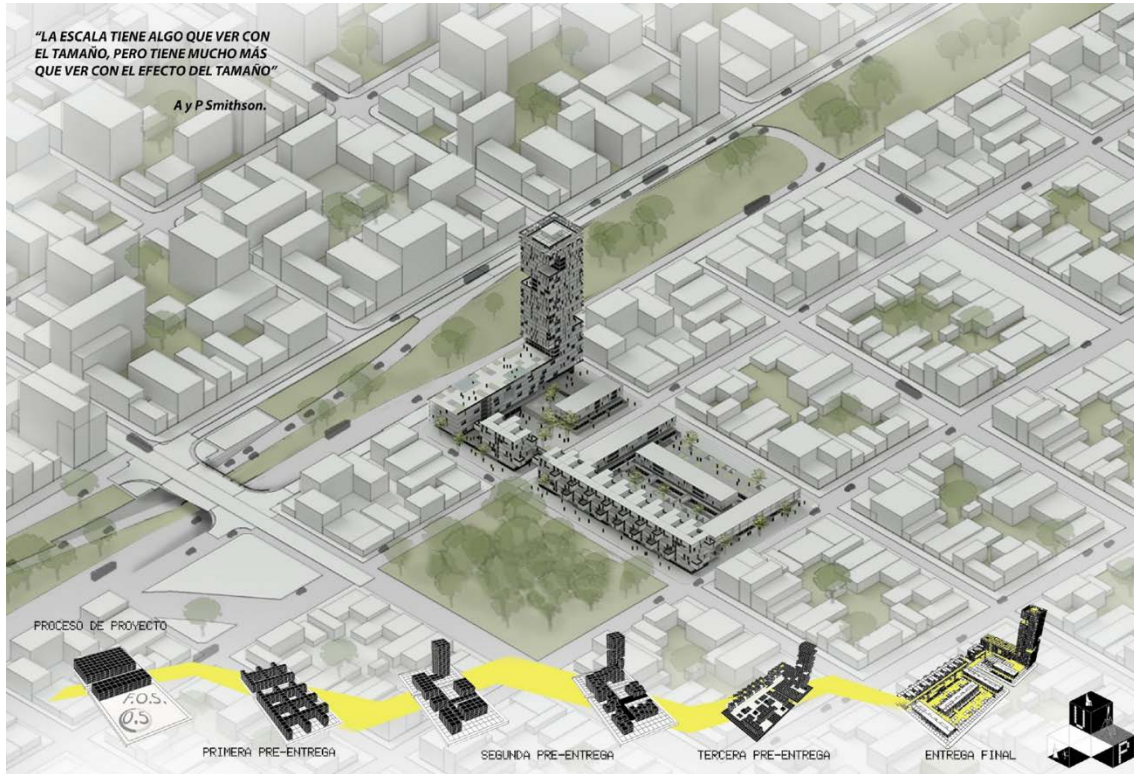 “LA ESCALA TIENE ALGO QUE VER CON
EL TAMAÑO, PERO TIENE MUCHO MÁS
QUE VER CON EL EFECTO DEL TAMAÑO”
A y P Smithson.
PROCESO DE PROYECTO
F.O.S.
0.5
PRIMERA PRE-ENTREGA
SEGUNDA PRE-ENTREGA
TERCERA PRE-ENTREGA
ENTREGA FINAL
U
A
P